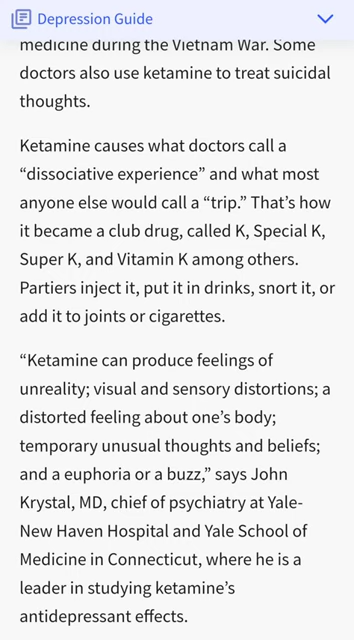 Depression Guide
medicine during the Vietnam War. Some
doctors also use ketamine to treat suicidal
thoughts.
Ketamine causes what doctors call a
“dissociative experience” and what most
anyone else would call a “trip.” That’s how
it became a club drug, called K, Special K,
Super K, and Vitamin K among others.
Partiers inject it, put it in drinks, snort it, or
add it to joints or cigarettes.
“Ketamine can produce feelings of
unreality; visual and sensory distortions; a
distorted feeling about one’s body;
temporary unusual thoughts and beliefs;
and a euphoria or a buzz,” says John
Krystal, MD, chief of psychiatry at Yale-
New Haven Hospital and Yale School of
Medicine in Connecticut, where he is a
leader in studying ketamine’s
antidepressant effects.